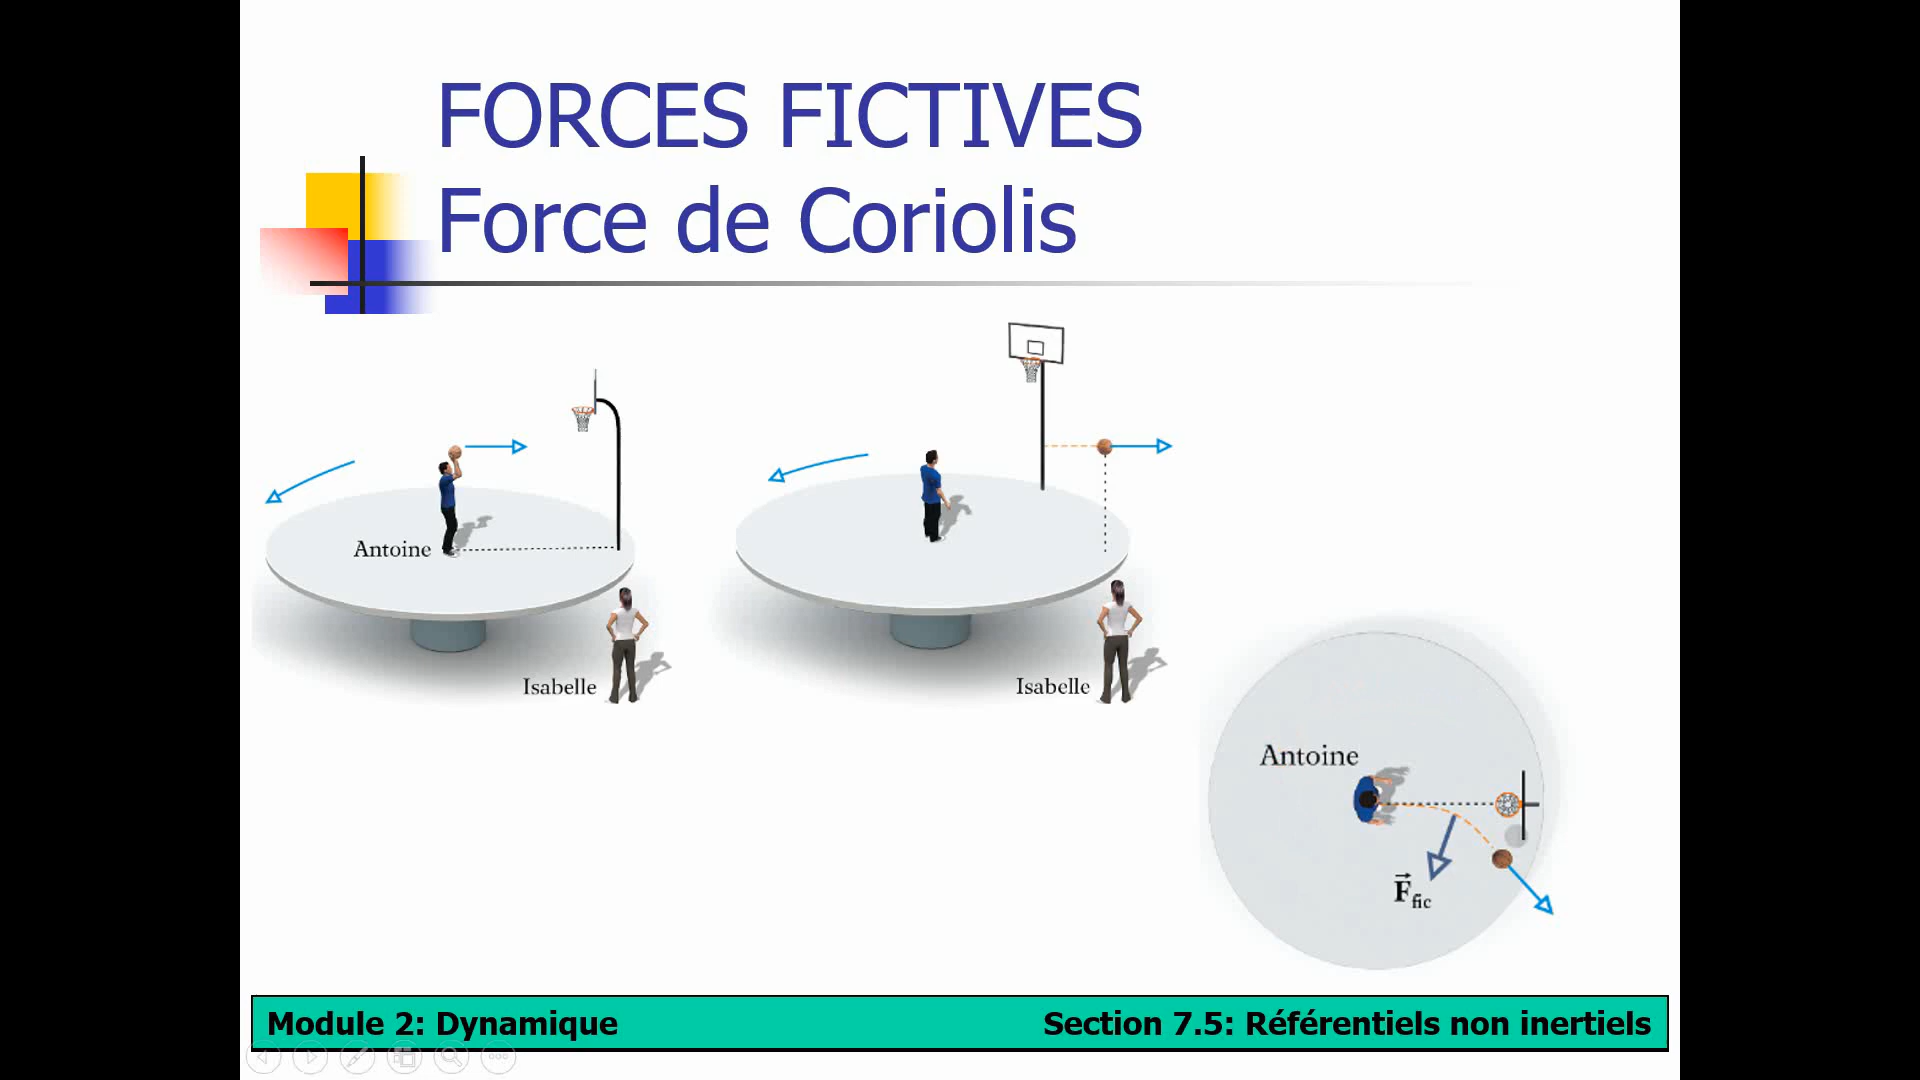 FORCES FICTIVES
Force de Coriolis
Antoine
Isabelle
Isabelle
Antoine
F⃗fic
Module 2: Dynamique
Section 7.5: Référentiels non inertiels